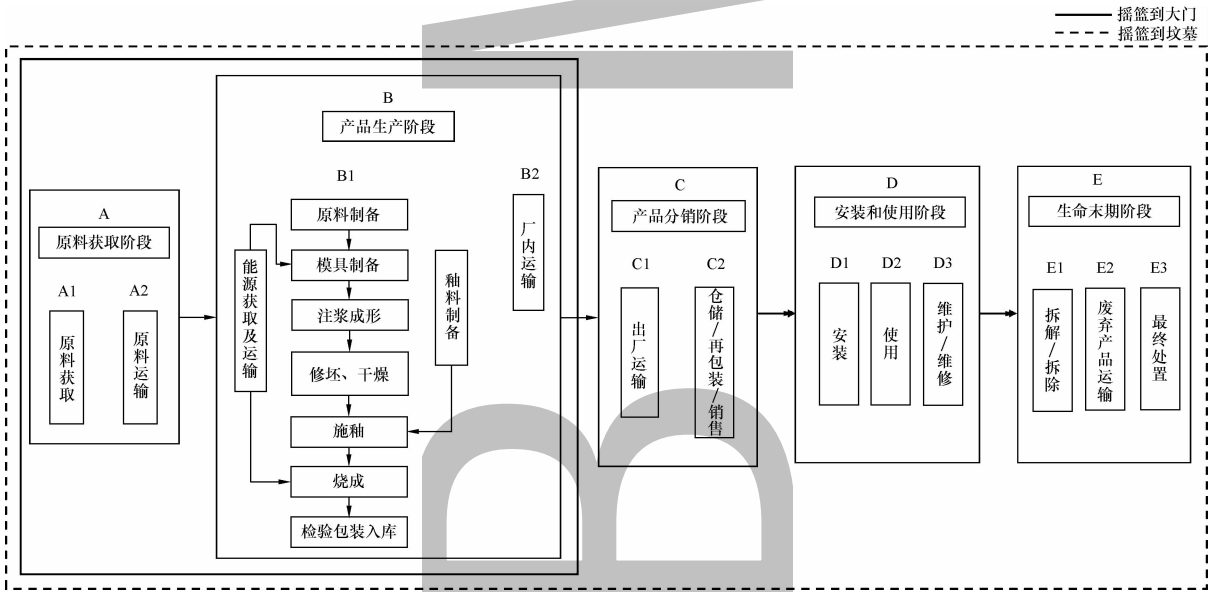 摇篮到大门
摇篮到坟墓
A
原料获取阶段
A1
原料获取
A2
原料运输
B
产品生产阶段
B1
原料制备
模具制备
注浆成形
修坯、干燥
施釉
烧成
检验包装入库
能源获取及运输
釉料制备
B2
厂内运输
C
产品分销阶段
C1
出厂运输
C2
仓储/再包装/销售
D
安装和使用阶段
D1
安装
D2
使用
D3
维护/维修
E
生命末期阶段
E1
拆解/拆除
E2
废弃产品运输
E3
最终处置